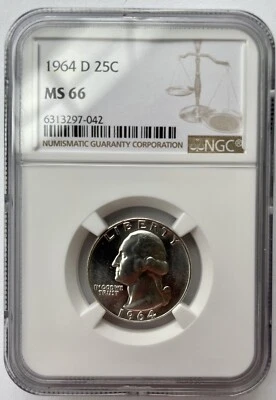 1964 D 25C
MS 66
6313297-042
NUMISMATIC GUARANTY CORPORATION
NGC
LIBERTY
IN GOD WE
TRUST
1964